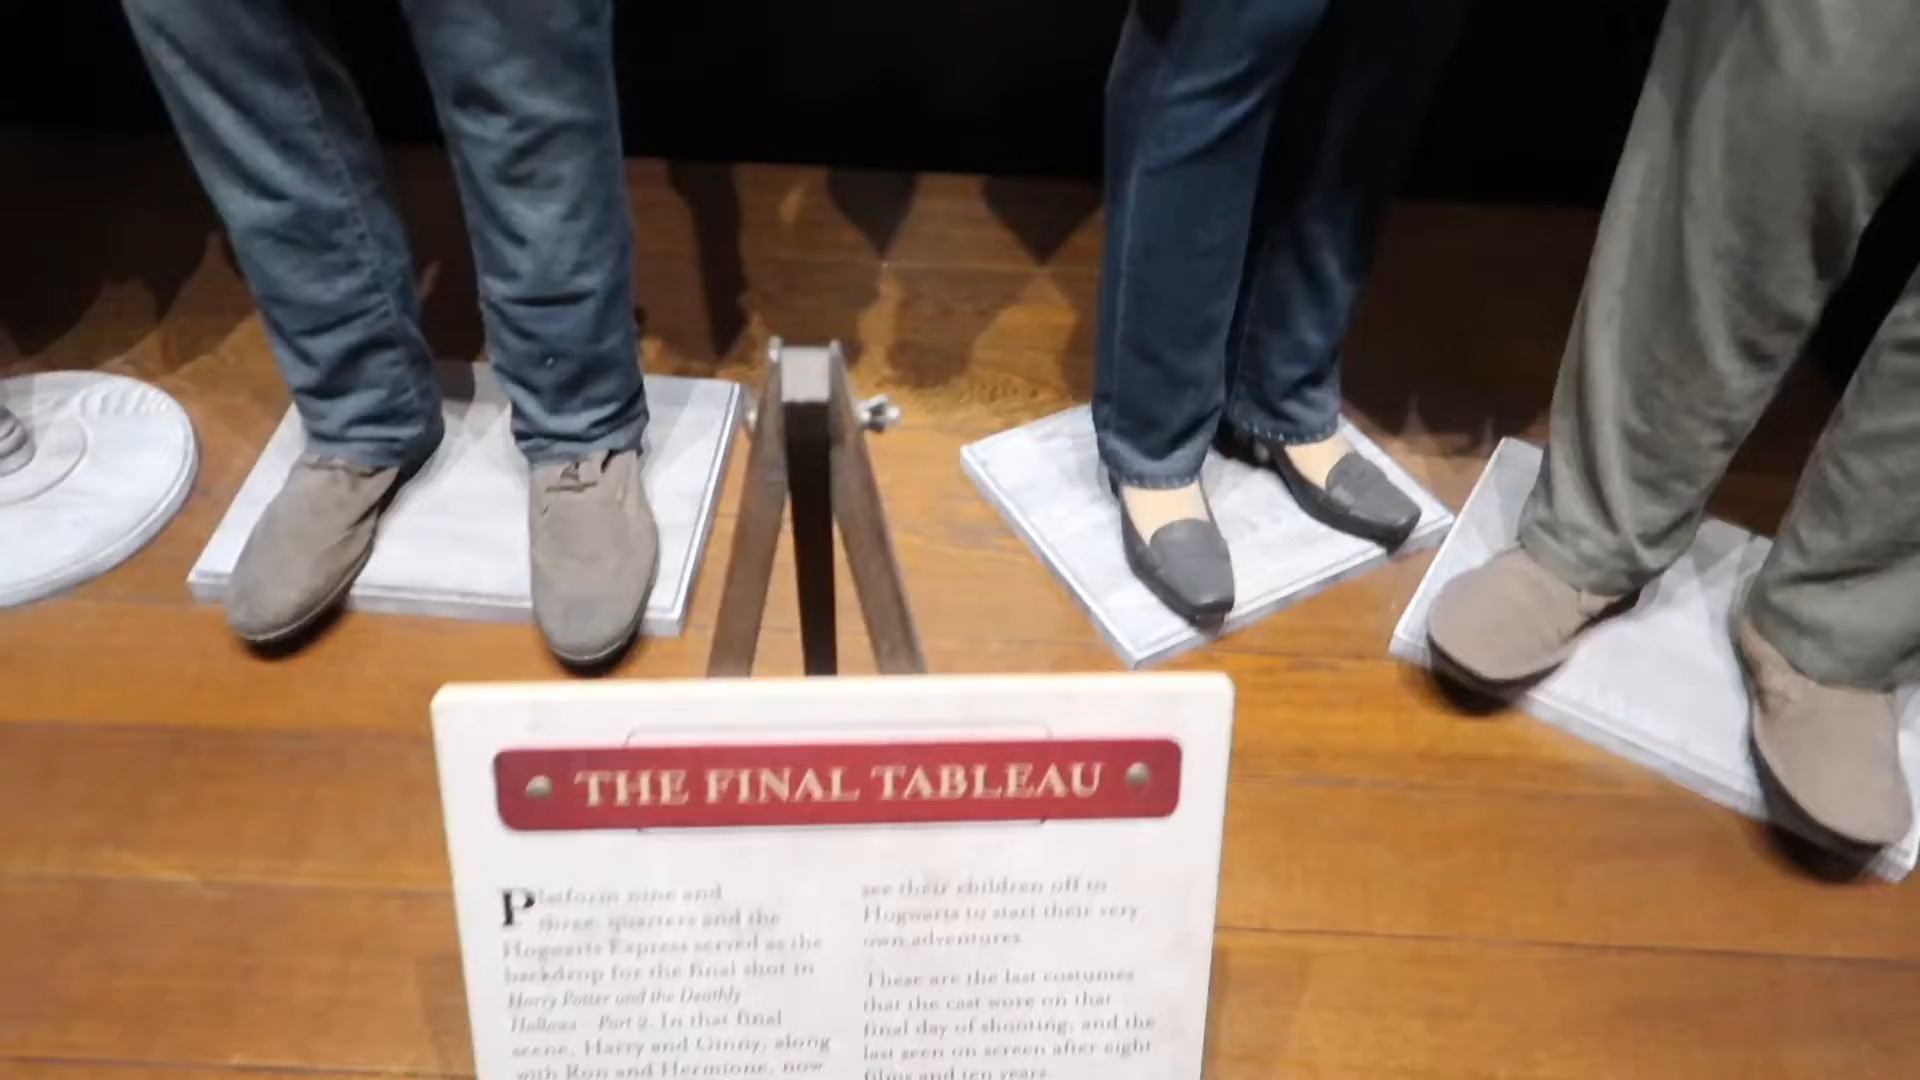 THE FINAL TABLEAU
Platform nine and
three-quarters and the
Hogwarts Express served as the
backdrop for the final shot in
Harry Potter and the Deathly
Hallows – Part 2. In that final
scene, Harry and Ginny, along
with Ron and Hermione, now
see their children off to
Hogwarts to start their very
own adventures.
These are the last costumes
that the cast wore on that
final day of shooting, and the
last seen on screen after eight
films and ten years.